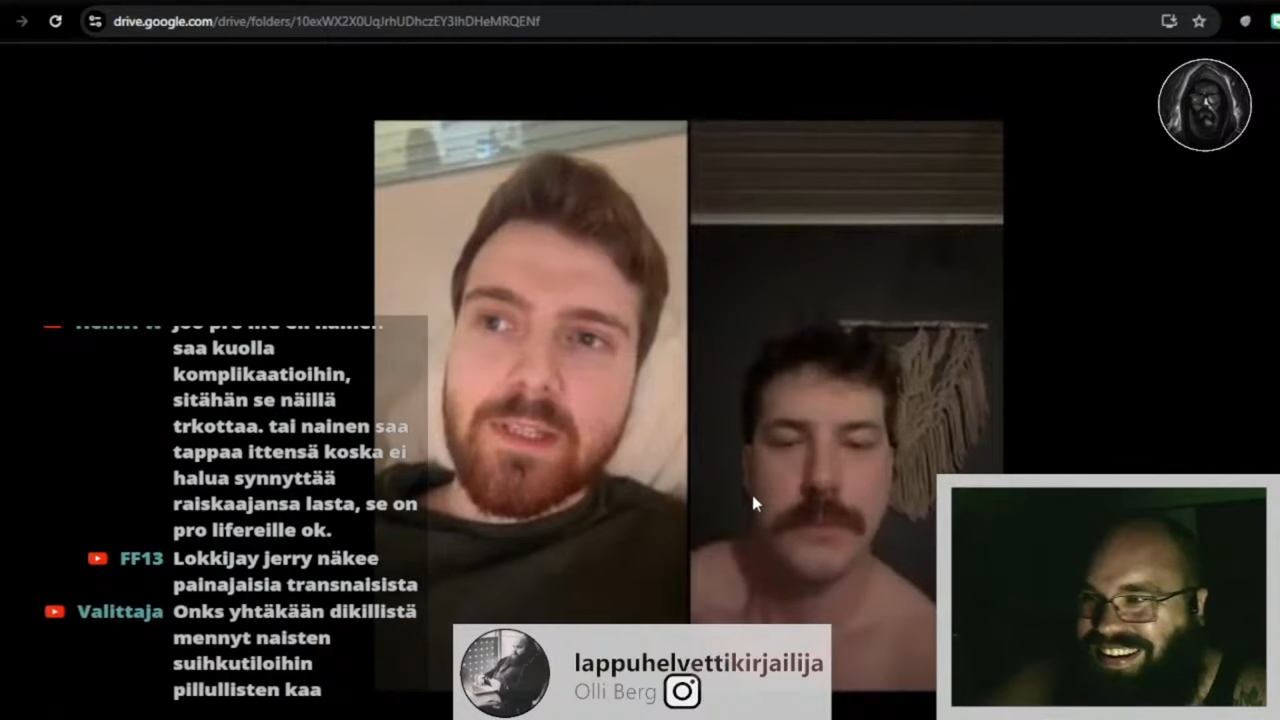 drive.google.com/drive/folders/10exWX2X0UqJrhUDhczEY3IhDHeMRQENf
saa kuolla
komplikaatioihin,
sitähän se näillä
trkottaa. tai nainen saa
tappaa ittensä koska ei
halua synnyttää
raiskaajansa lasta, se on
pro lifereille ok.
FF13 LokkiJay jerry näkee
painajaisia transnaisista
Valittaja Onks yhtäkään dikillistä
mennyt naisten
suihkutiloihin
pillullisten kaa
lappuhelvettikirjailija
Olli Berg